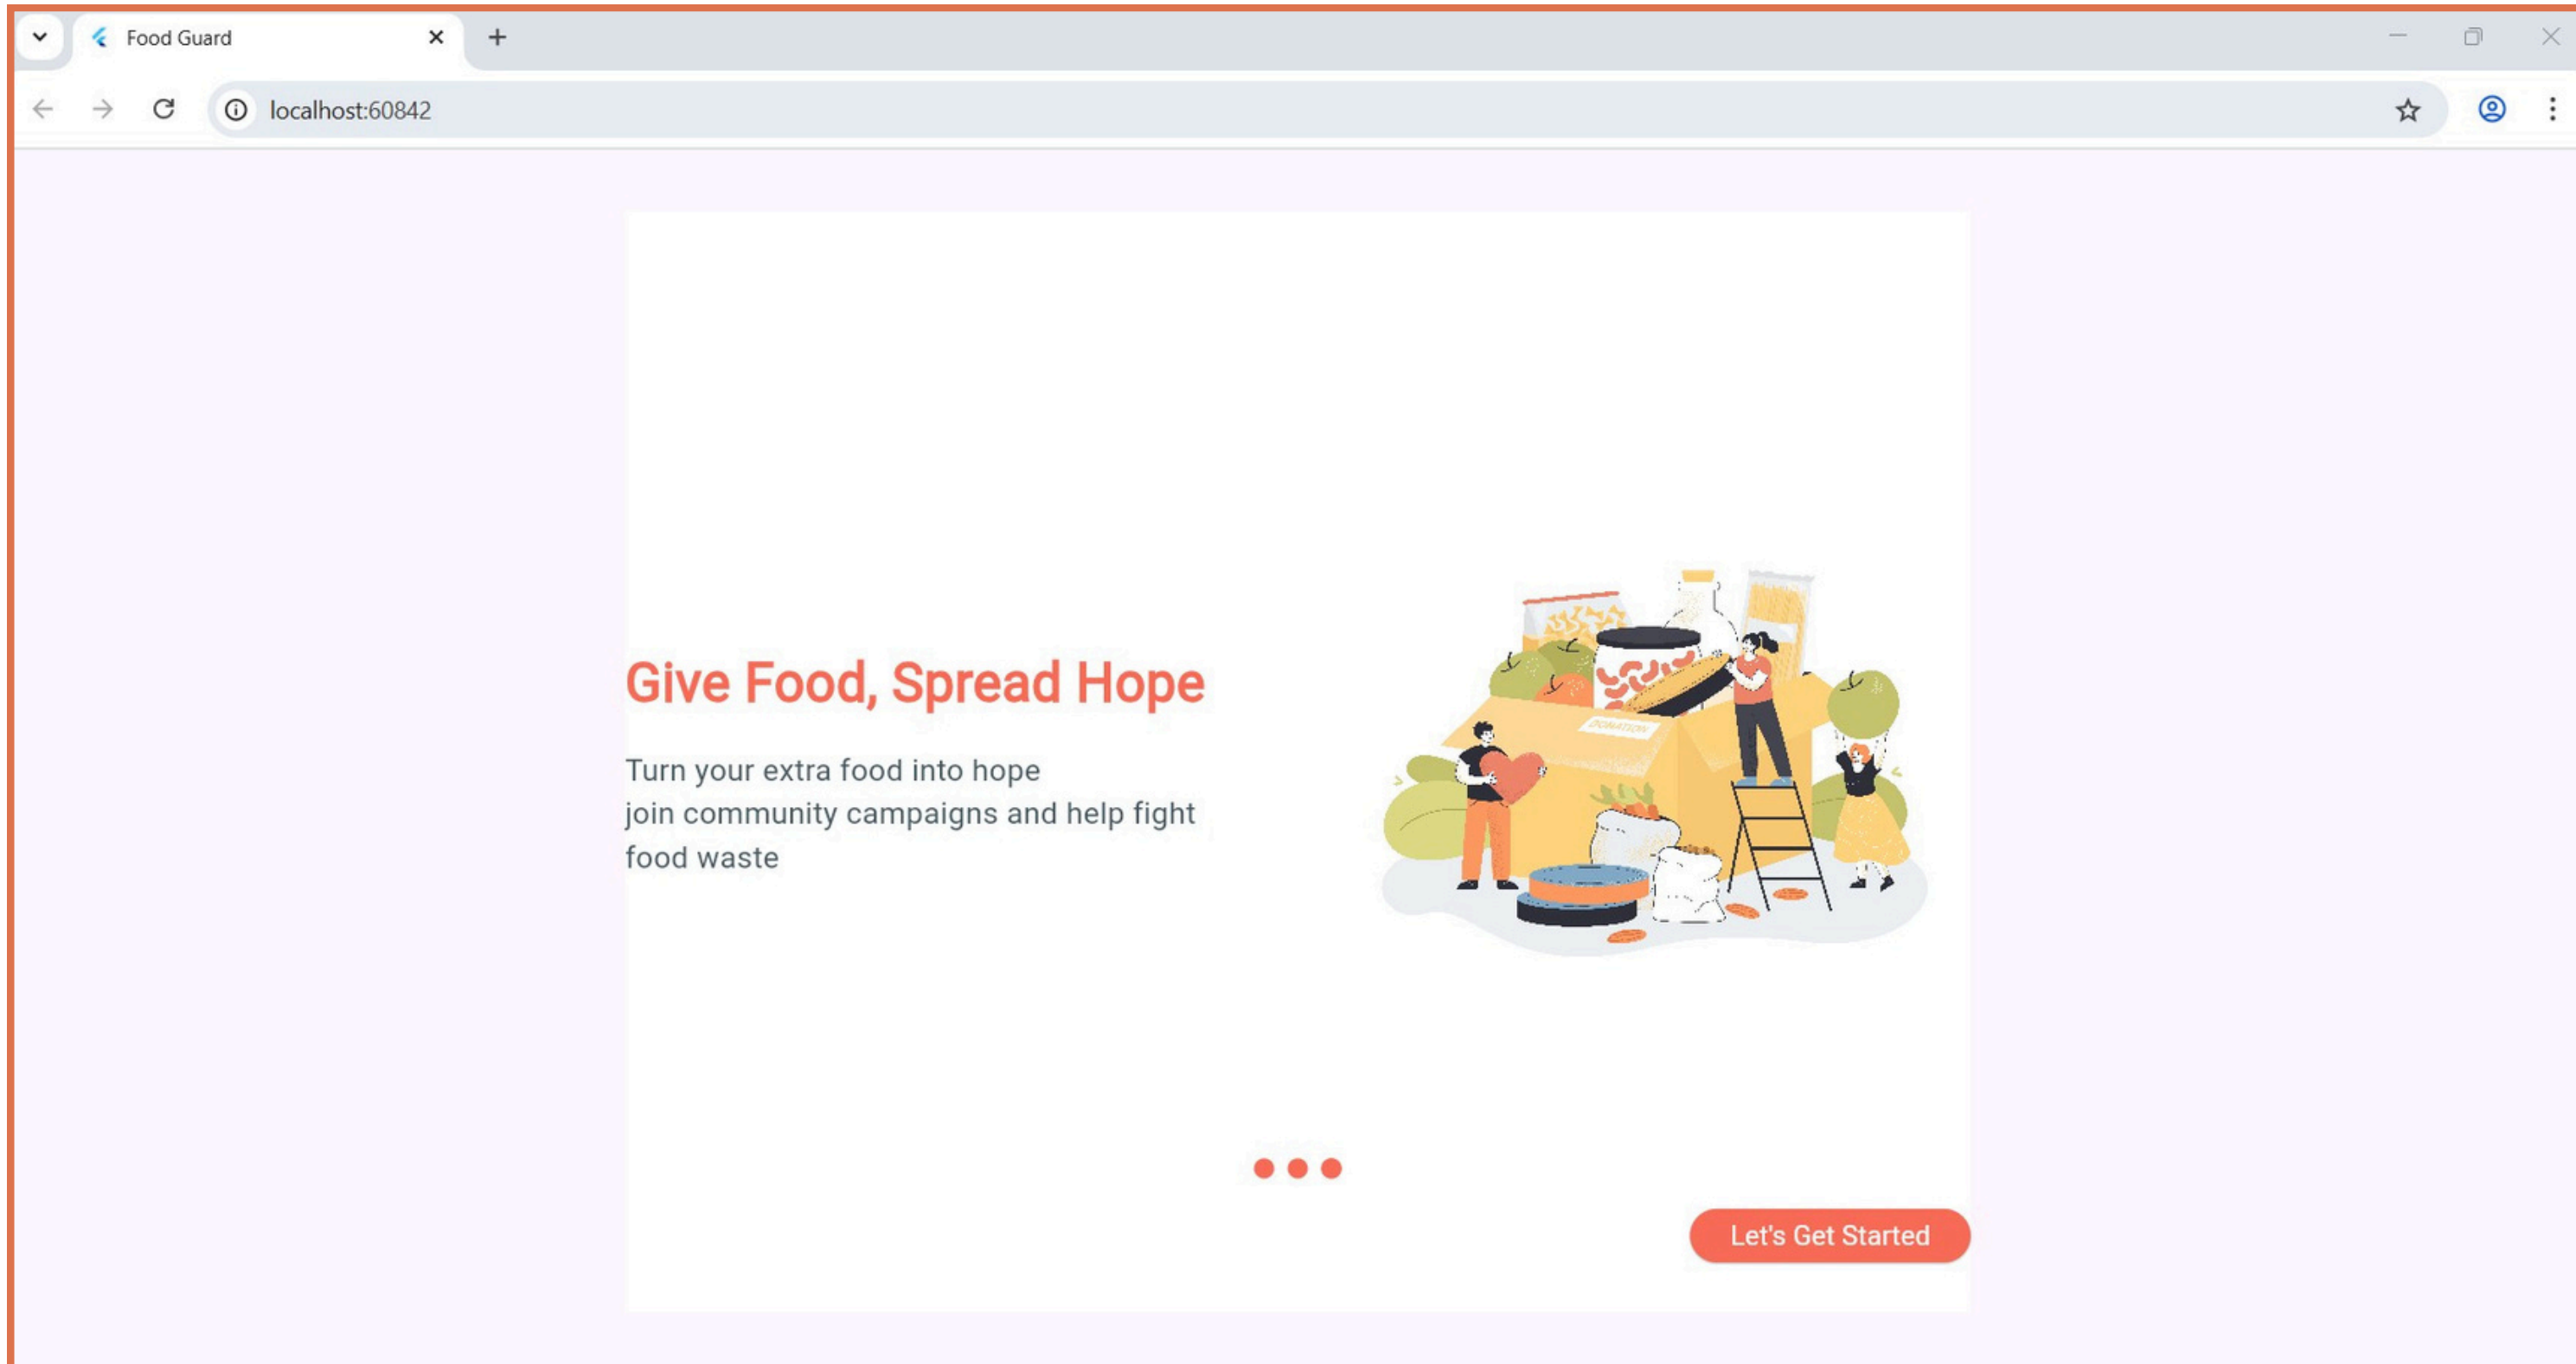 Food Guard
localhost:60842
Give Food, Spread Hope
Turn your extra food into hope
join community campaigns and help fight
food waste
DONATION
Let's Get Started